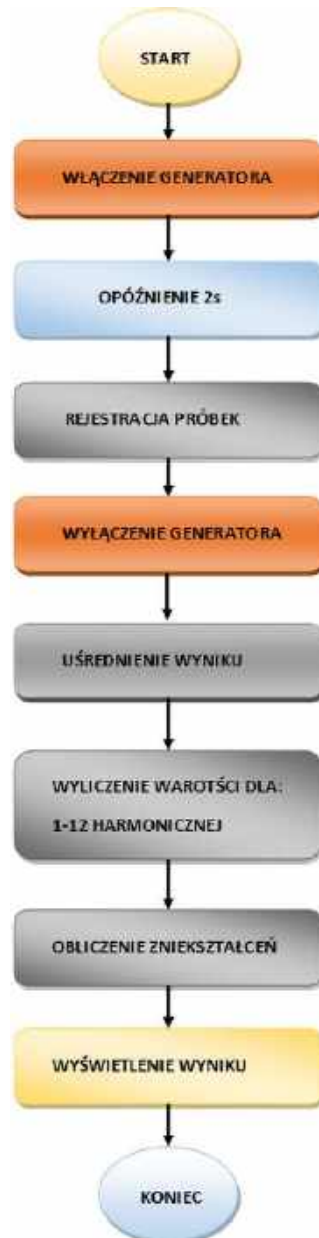 START
WŁĄCZENIE GENERATORA
OPÓŹNIENIE 2s
REJESTRACJA PRÓBEK
WYŁĄCZENIE GENERATORA
UŚREDNIENIE WYNIKU
WYLICZENIE WAROTŚCI DLA:
1-12 HARMONICZNEJ
OBLICZENIE ZNIEKSZTAŁCEŃ
WYŚWIETLENIE WYNIKU
KONIEC